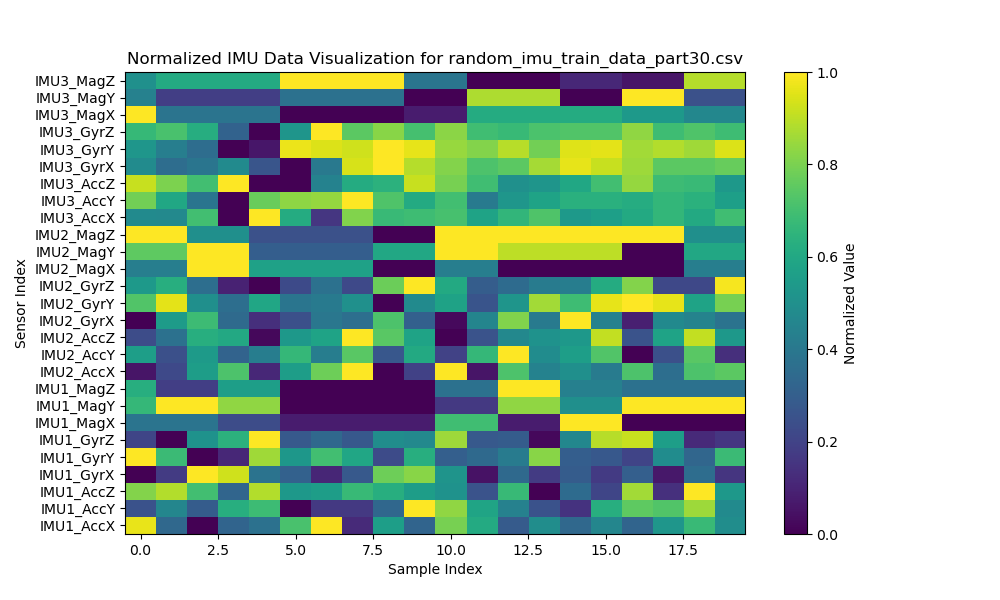 Normalized IMU Data Visualization for random_imu_train_data_part30.csv
IMU3_MagZ
IMU3_MagY
IMU3_MagX
IMU3_GyrZ
IMU3_GyrY
IMU3_GyrX
IMU3_AccZ
IMU3_AccY
IMU3_AccX
IMU2_MagZ
IMU2_MagY
IMU2_MagX
IMU2_GyrZ
IMU2_GyrY
IMU2_GyrX
IMU2_AccZ
IMU2_AccY
IMU2_AccX
IMU1_MagZ
IMU1_MagY
IMU1_MagX
IMU1_GyrZ
IMU1_GyrY
IMU1_GyrX
IMU1_AccZ
IMU1_AccY
IMU1_AccX
Sensor Index
0.0 2.5 5.0 7.5 10.0 12.5 15.0 17.5
Sample Index
1.0
0.8
0.6
0.4
0.2
0.0
Normalized Value